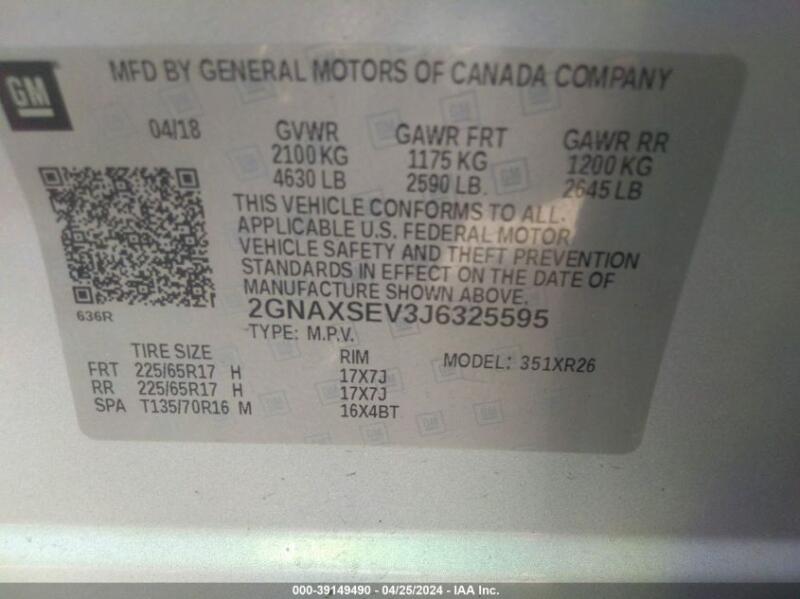 GM
MFD BY GENERAL MOTORS OF CANADA COMPANY
04/18 GVWR GAWR FRT GAWR RR
2100 KG 1175 KG 1200 KG
4630 LB 2590 LB 2645 LB
THIS VEHICLE CONFORMS TO ALL
APPLICABLE U.S. FEDERAL MOTOR
VEHICLE SAFETY AND THEFT PREVENTION
STANDARDS IN EFFECT ON THE DATE OF
MANUFACTURE SHOWN ABOVE.
636R
2GNAXSEV3J6325595
TYPE: M.P.V.
TIRE SIZE RIM MODEL: 351XR26
FRT 225/65R17 H 17X7J
RR 225/65R17 H 17X7J
SPA T135/70R16 M 16X4BT
000-39149490 - 04/25/2024 - IAA Inc.